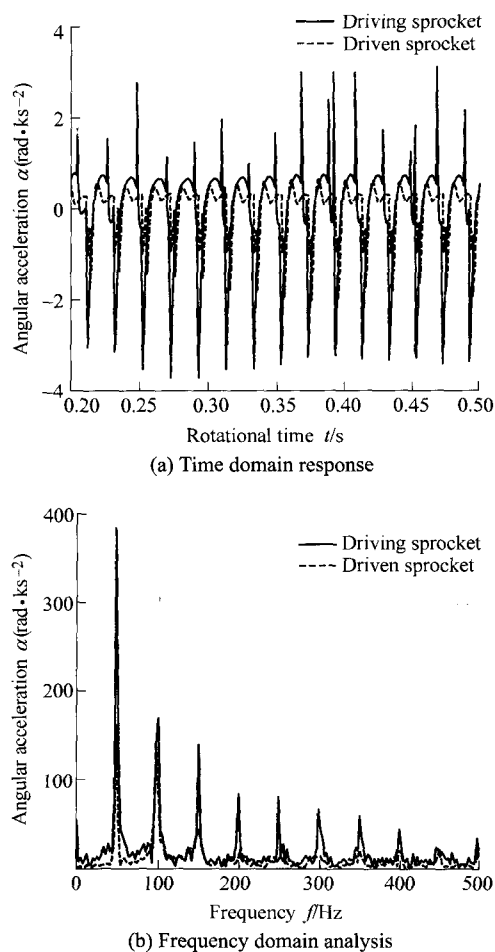 Driving sprocket
Driven sprocket
Angular acceleration α(rad•ks⁻²)
4
2
0
−2
−4
0.20 0.25 0.30 0.35 0.40 0.45 0.50
Rotational time t/s
(a) Time domain response
Driving sprocket
Driven sprocket
Angular acceleration α(rad•ks⁻²)
400
300
200
100
0 100 200 300 400 500
Frequency f/Hz
(b) Frequency domain analysis